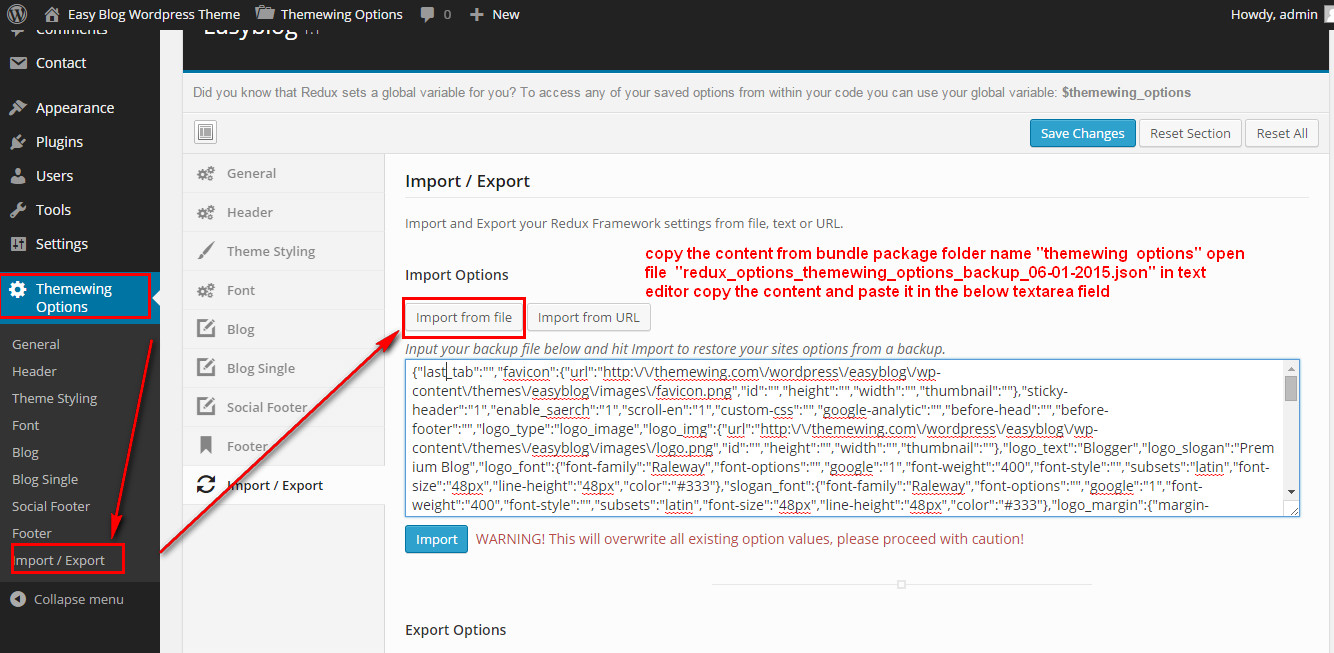 Easy Blog Wordpress Theme Themewing Options 0 New Howdy, admin
Comments
Contact
Appearance
Plugins
Users
Tools
Settings
Themewing
Options
General
Header
Theme Styling
Font
Blog
Blog Single
Social Footer
Footer
Import / Export
Collapse menu
Easyblog 1.1
Did you know that Redux sets a global variable for you? To access any of your saved options from within your code you can use your global variable: $themewing_options
Save Changes Reset Section Reset All
General
Header
Theme Styling
Font
Blog
Blog Single
Social Footer
Footer
Import / Export
Import / Export
Import and Export your Redux Framework settings from file, text or URL.
copy the content from bundle package folder name "themewing options" open
file "redux_options_themewing_options_backup_06-01-2015.json" in text
editor copy the content and paste it in the below textarea field
Import Options
Import from file Import from URL
Input your backup file below and hit Import to restore your sites options from a backup.
{"last_tab":"","favicon":{"url":"http:\/\/themewing.com\/wordpress\/easyblog\/wp-
content\/themes\/easyblog\/images\/favicon.png","id":"","height":"","width":"","thumbnail":""},"sticky-
header":"1","enable_saerch":"1","scroll-en":"1","custom-css":"","google-analytic":"","before-head":"","before-
footer":"","logo_type":"logo_image","logo_img":{"url":"http:\/\/themewing.com\/wordpress\/easyblog\/wp-
content\/themes\/easyblog\/images\/logo.png","id":"","height":"","width":"","thumbnail":""},"logo_text":"Blogger","logo_slogan":"Prem
ium Blog","logo_font":{"font-family":"Raleway","font-options":"","google":"1","font-weight":"400","font-style":"","subsets":"latin","font-
size":"48px","line-height":"48px","color":"#333"},"slogan_font":{"font-family":"Raleway","font-options":"","google":"1","font-
weight":"400","font-style":"","subsets":"latin","font-size":"48px","line-height":"48px","color":"#333"},"logo_margin":{"margin-
Import WARNING! This will overwrite all existing option values, please proceed with caution!
Export Options